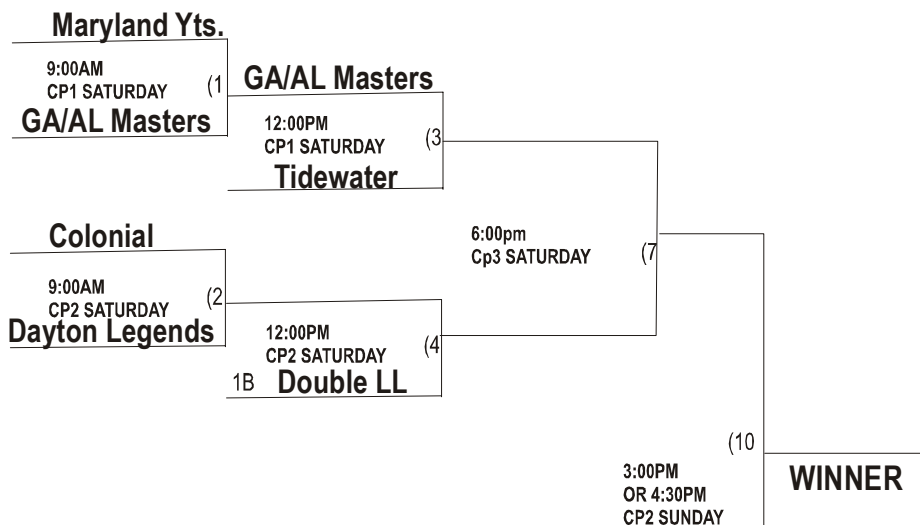 Maryland Yts.
9:00AM
CP1 SATURDAY
(1
GA/AL Masters
GA/AL Masters
12:00PM
CP1 SATURDAY
(3
Tidewater
Colonial
9:00AM
CP2 SATURDAY
(2
Dayton Legends
12:00PM
CP2 SATURDAY
(4
1B Double LL
6:00pm
Cp3 SATURDAY
(7
(10
3:00PM
OR 4:30PM
CP2 SUNDAY
WINNER